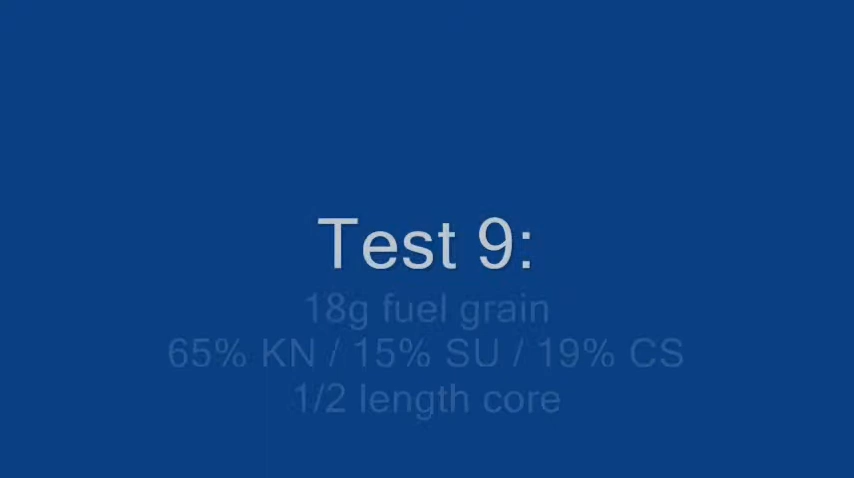 Test 9:
18g fuel grain
65% KN / 15% SU / 19% CS
1/2 length core